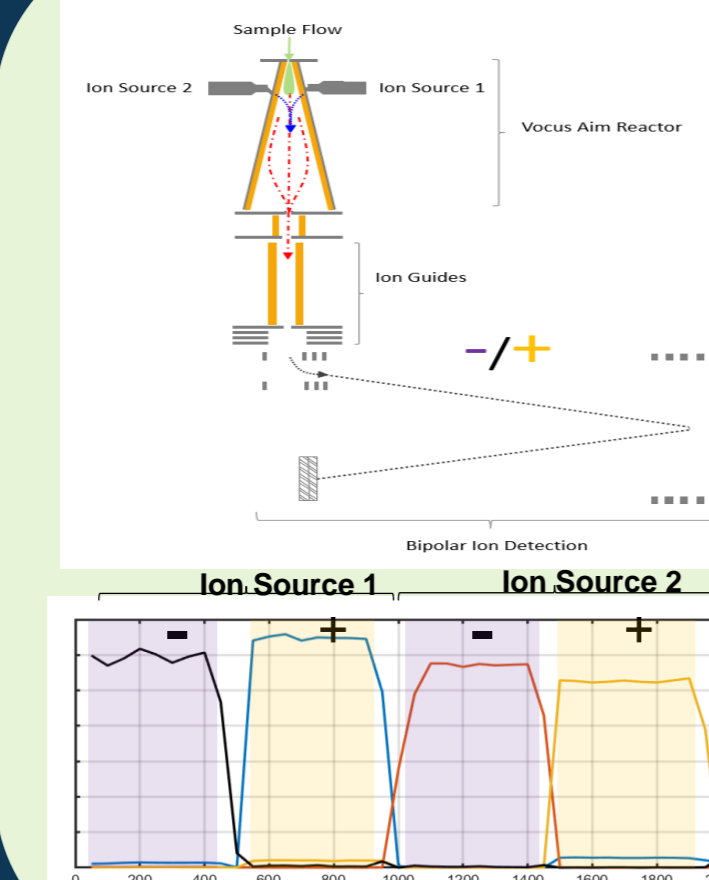 Sample Flow
Ion Source 2
Ion Source 1
Vocus Aim Reactor
Ion Guides
-/+
Bipolar Ion Detection
Ion Source 1
Ion Source 2
- + - +
0 200 400 600 800 1000 1200 1400 1600 1800